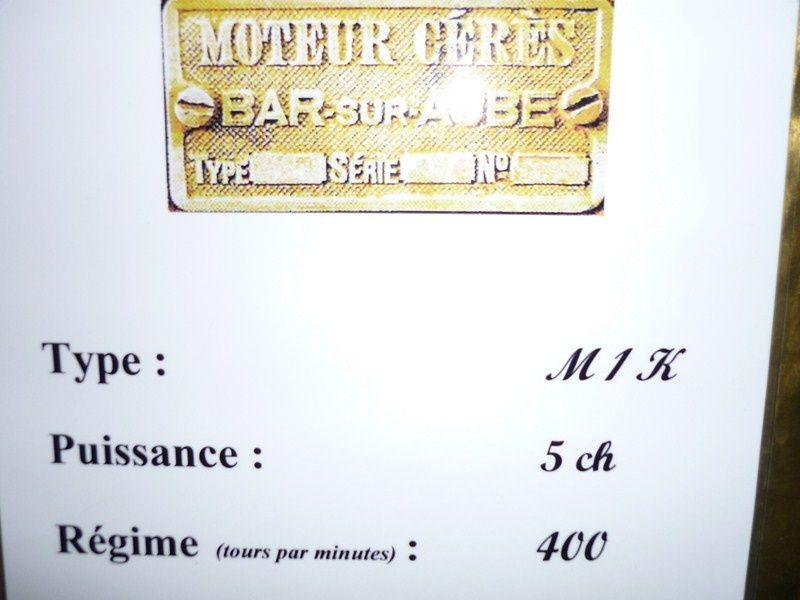 MOTEUR CÉRÈS
BAR-SUR-AUBE
TYPE SÉRIE No
Type : M 1 K
Puissance : 5 ch
Régime (tours par minutes) : 400